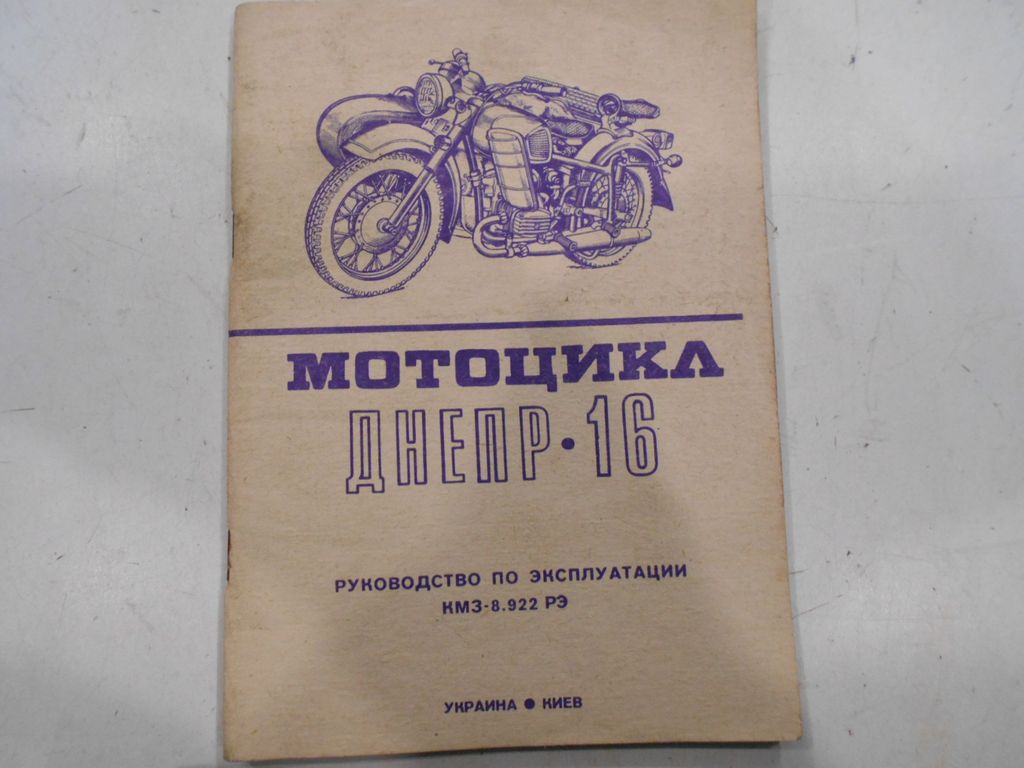 МОТОЦИКЛ
ДНЕПР·16
РУКОВОДСТВО ПО ЭКСПЛУАТАЦИИ
КМЗ-8.922 РЭ
УКРАИНА ● КИЕВ